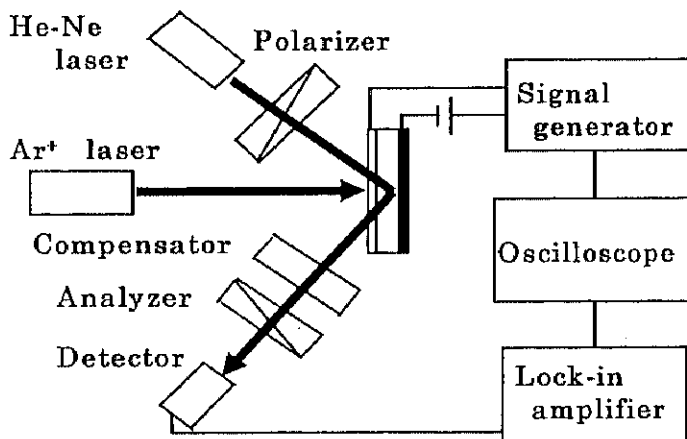 He-Ne
laser
Polarizer
Ar+ laser
Signal
generator
Compensator
Analyzer
Oscilloscope
Detector
Lock-in
amplifier